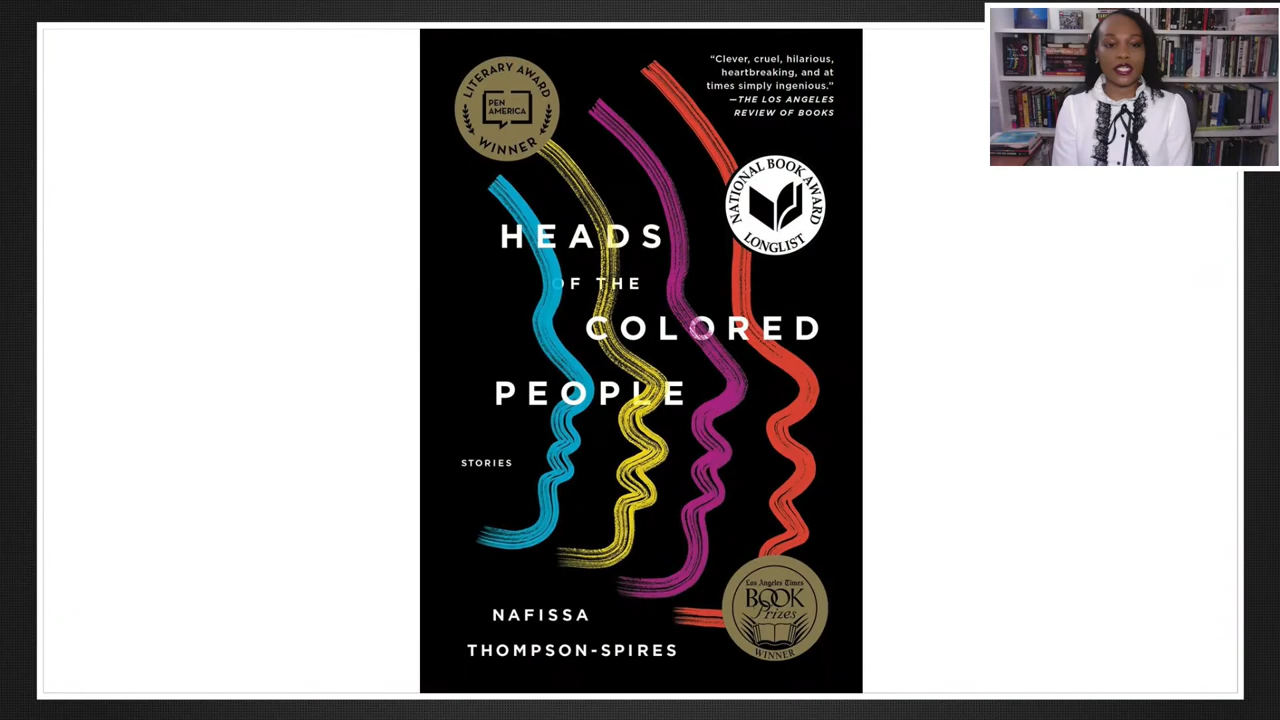 LITERARY AWARD
PEN
AMERICA
WINNER
“Clever, cruel, hilarious,
heartbreaking, and at
times simply ingenious.”
—THE LOS ANGELES
REVIEW OF BOOKS
NATIONAL BOOK AWARD
LONGLIST
HEADS
OF THE
COLORED
PEOPLE
STORIES
NAFISSA
THOMPSON-SPIRES
Los Angeles Times
BOOK
Prizes
WINNER